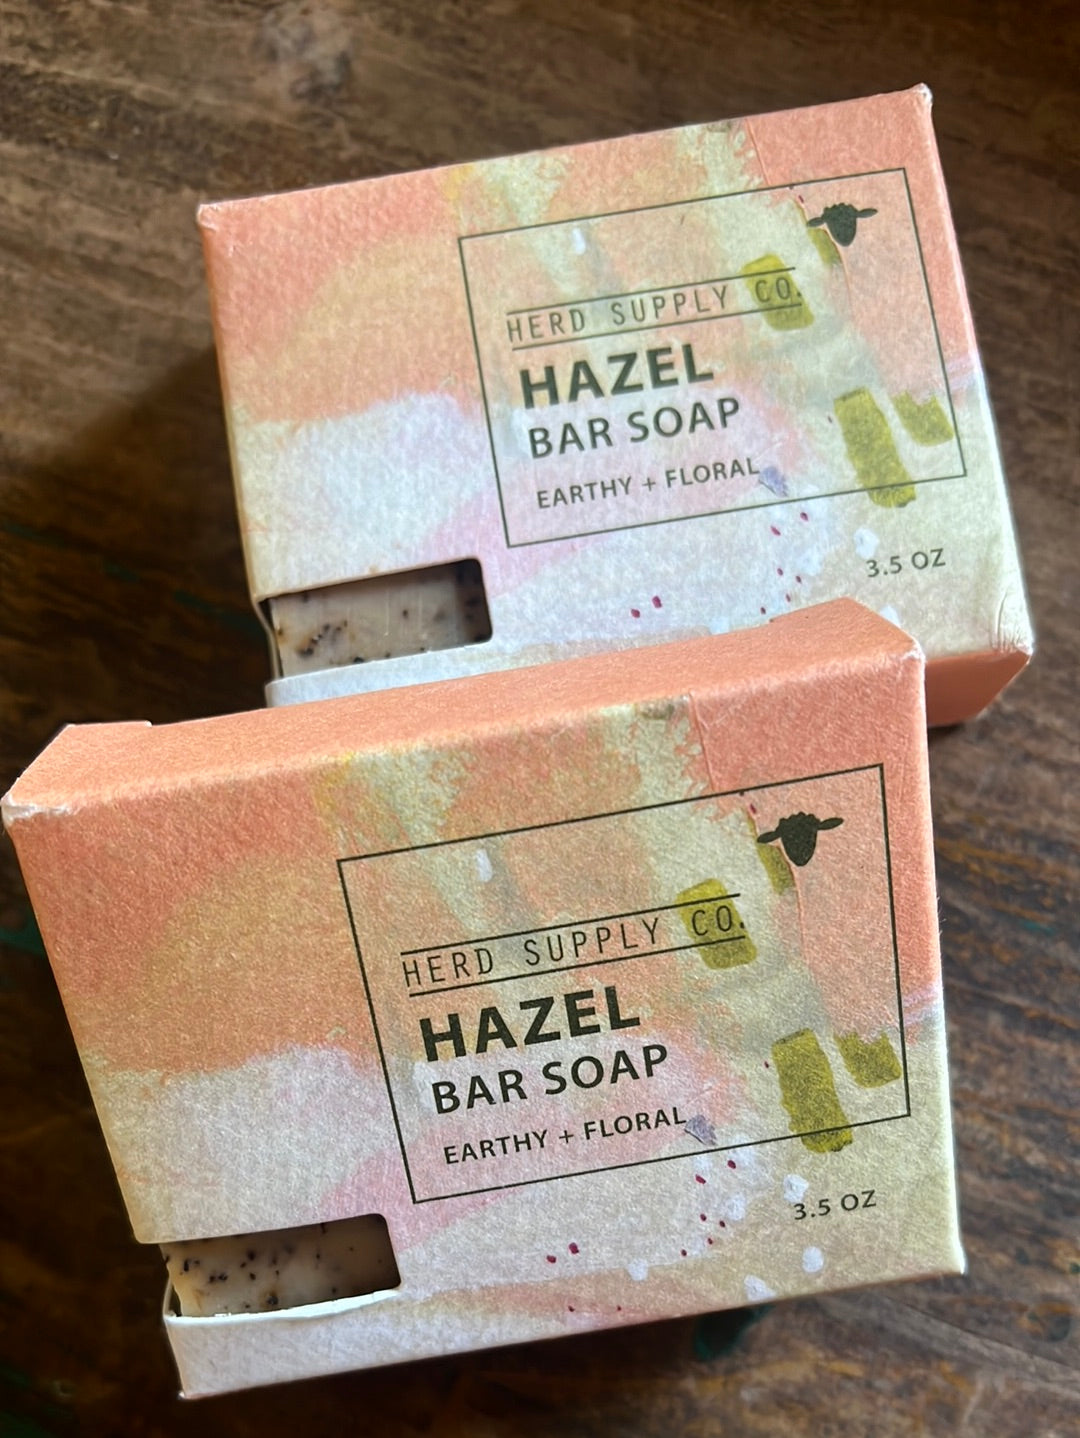 HERD SUPPLY CO.
HAZEL
BAR SOAP
EARTHY + FLORAL
3.5 OZ
HERD SUPPLY CO.
HAZEL
BAR SOAP
EARTHY + FLORAL
3.5 OZ